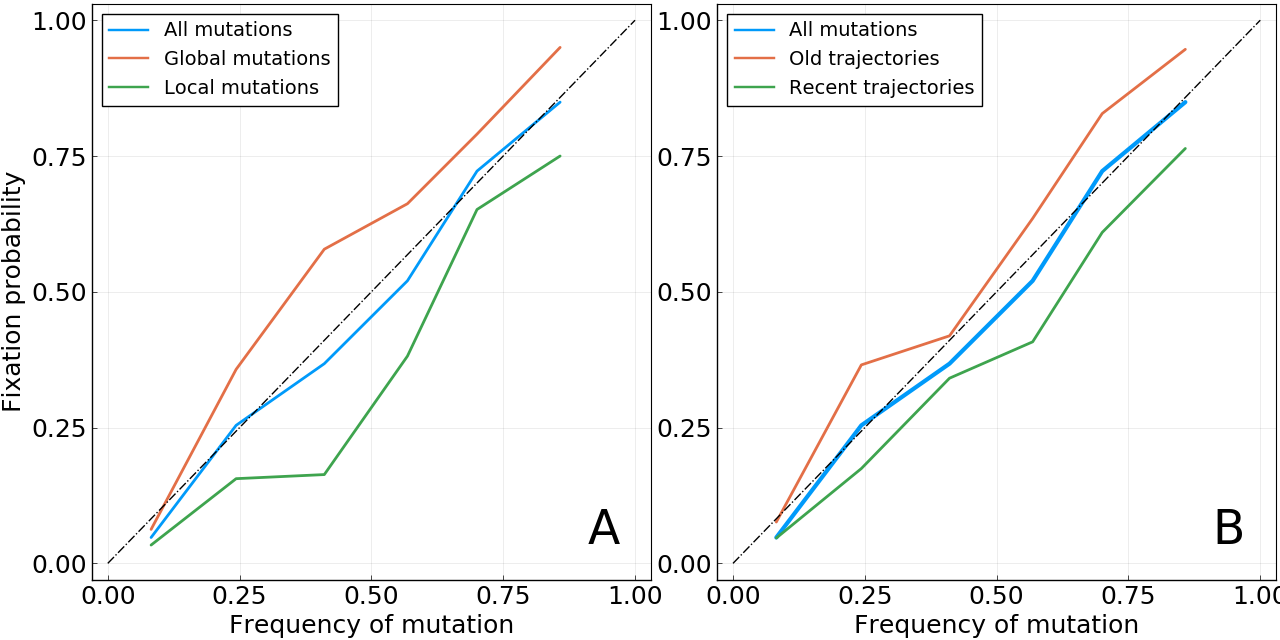 All mutations
Global mutations
Local mutations
1.00
0.75
0.50
0.25
0.00
Fixation probability
0.00 0.25 0.50 0.75 1.00
Frequency of mutation
A
All mutations
Old trajectories
Recent trajectories
1.00
0.75
0.50
0.25
0.00
0.00 0.25 0.50 0.75 1.00
Frequency of mutation
B